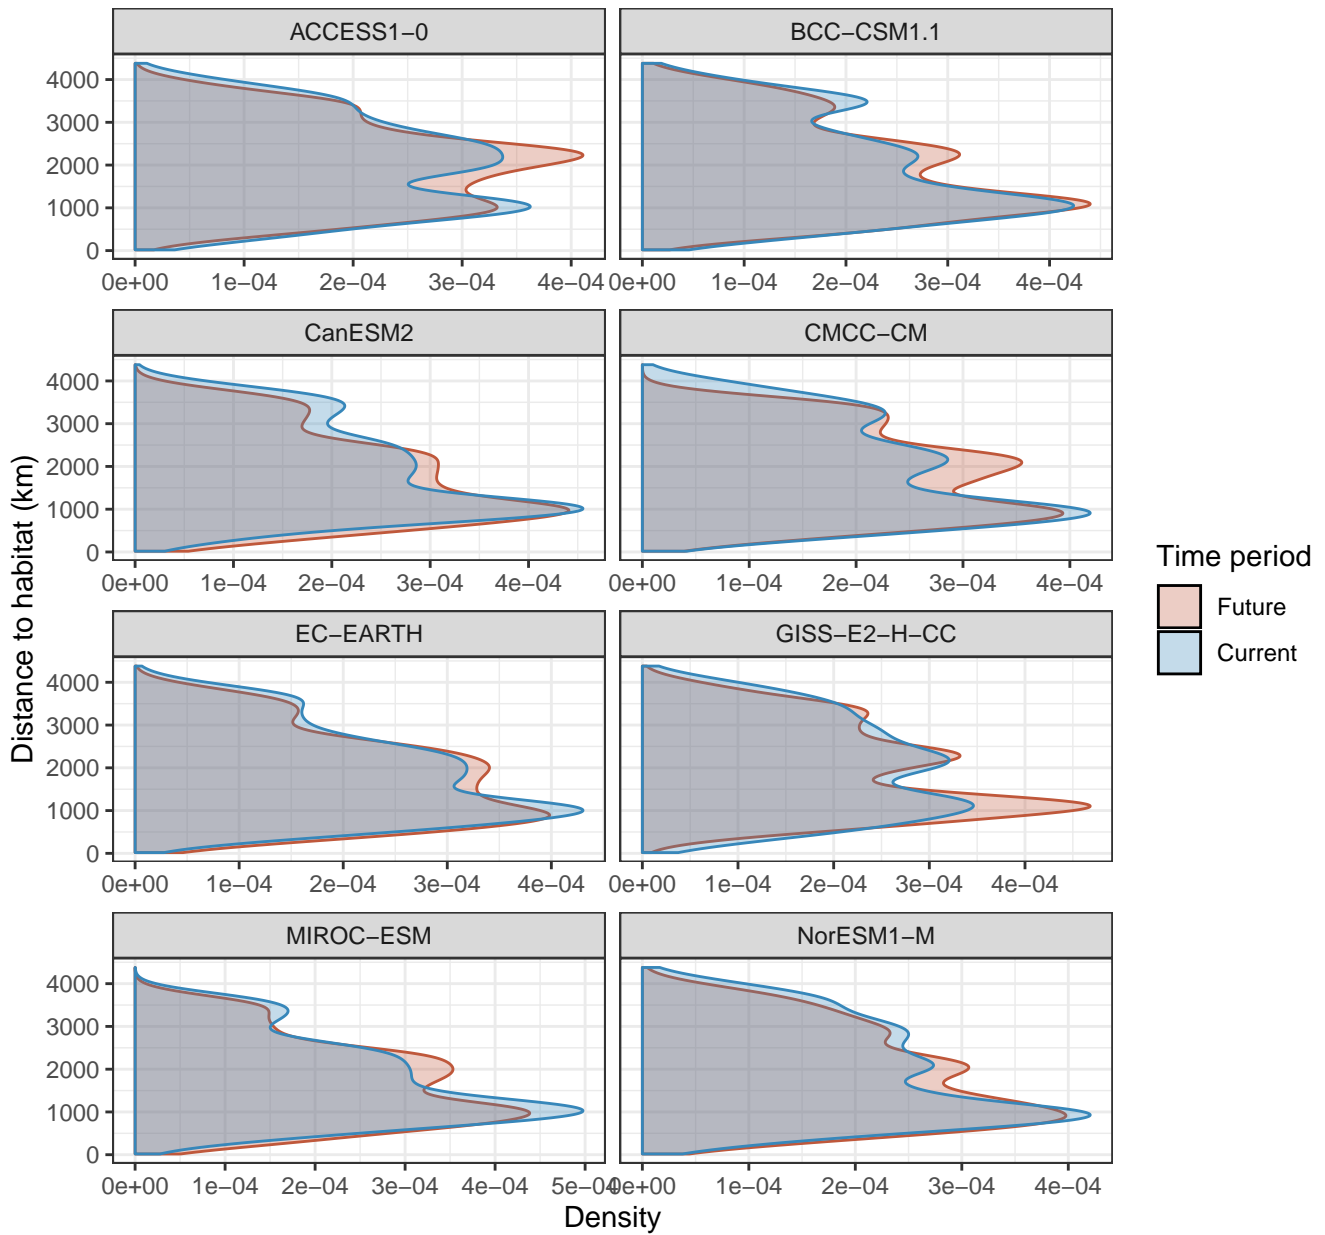 ACCESS1−0
BCC−CSM1.1
4000
3000
2000
1000
0
0e+00 1e−04 2e−04 3e−04 4e−04
0e+00 1e−04 2e−04 3e−04 4e−04
CanESM2
CMCC−CM
4000
3000
2000
1000
0
0e+00 1e−04 2e−04 3e−04 4e−04
0e+00 1e−04 2e−04 3e−04 4e−04
EC−EARTH
GISS−E2−H−CC
4000
3000
2000
1000
0
0e+00 1e−04 2e−04 3e−04 4e−04
0e+00 1e−04 2e−04 3e−04 4e−04
MIROC−ESM
NorESM1−M
4000
3000
2000
1000
0
0e+00 1e−04 2e−04 3e−04 4e−04 5e−04
0e+00 1e−04 2e−04 3e−04 4e−04
Distance to habitat (km)
Density
Time period
Future
Current